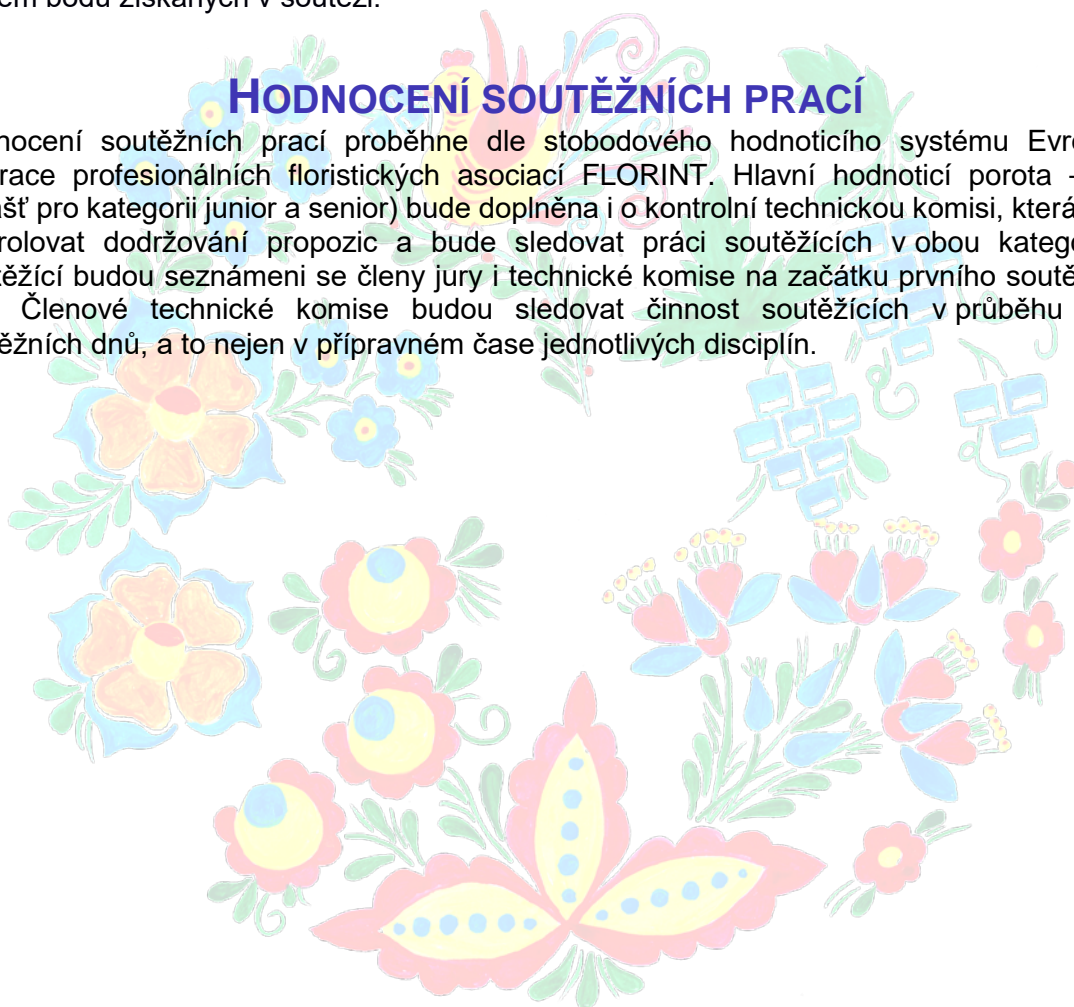 em bodů získaných v soutěži.
HODNOCENÍ SOUTĚŽNÍCH PRACÍ
nocení soutěžních prací proběhne dle stobodového hodnoticího systému Evro
race profesionálních floristických asociací FLORINT. Hlavní hodnoticí porota -
ášť pro kategorii junior a senior) bude doplněna i o kontrolní technickou komisi, která
rolovat dodržování propozic a bude sledovat práci soutěžících v obou katego
těžící budou seznámeni se členy jury i technické komise na začátku prvního soutě
Členové technické komise budou sledovat činnost soutěžících v průběhu
ěžních dnů, a to nejen v přípravném čase jednotlivých disciplín.